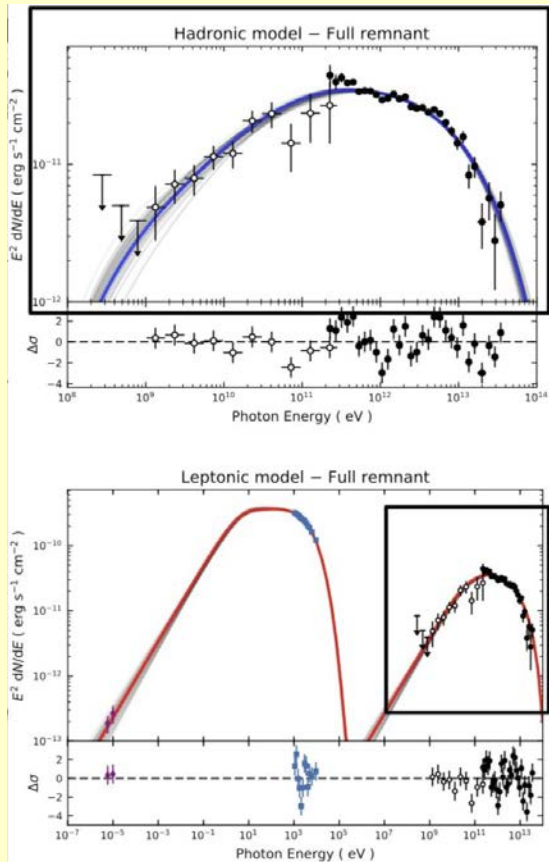 Hadronic model − Full remnant
E² dN/dE ( erg s⁻¹ cm⁻²)
10⁻¹¹
10⁻¹²
Δσ
2
0
−2
−4
10⁸ 10⁹ 10¹⁰ 10¹¹ 10¹² 10¹³ 10¹⁴
Photon Energy ( eV)
Leptonic model − Full remnant
E² dN/dE ( erg s⁻¹ cm⁻²)
10⁻¹⁰
10⁻¹¹
10⁻¹²
10⁻¹³
Δσ
2
0
−2
−4
10⁻⁷ 10⁻⁵ 10⁻³ 10⁻¹ 10¹ 10³ 10⁵ 10⁷ 10⁹ 10¹¹ 10¹³
Photon Energy ( eV)